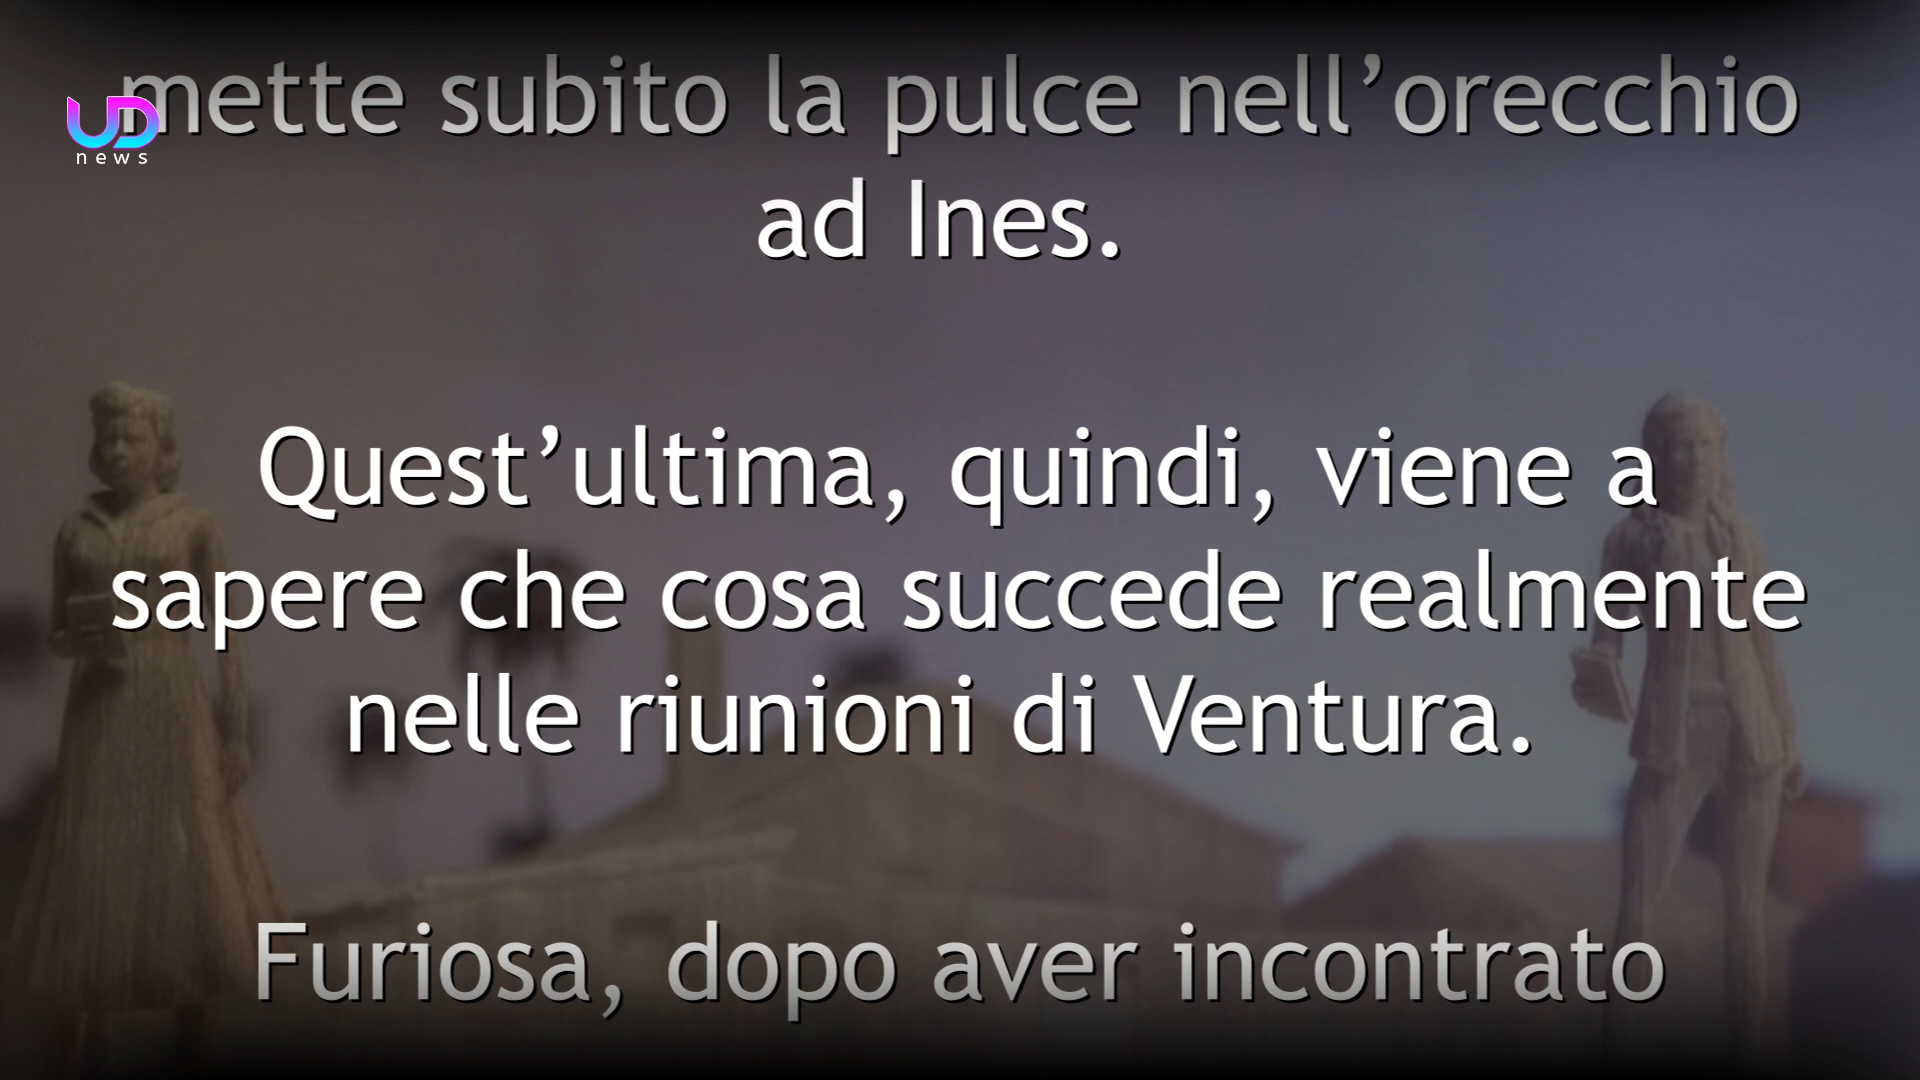 mette subito la pulce nell’orecchio
UD
news
ad Ines.
Quest’ultima, quindi, viene a
sapere che cosa succede realmente
nelle riunioni di Ventura.
Furiosa, dopo aver incontrato